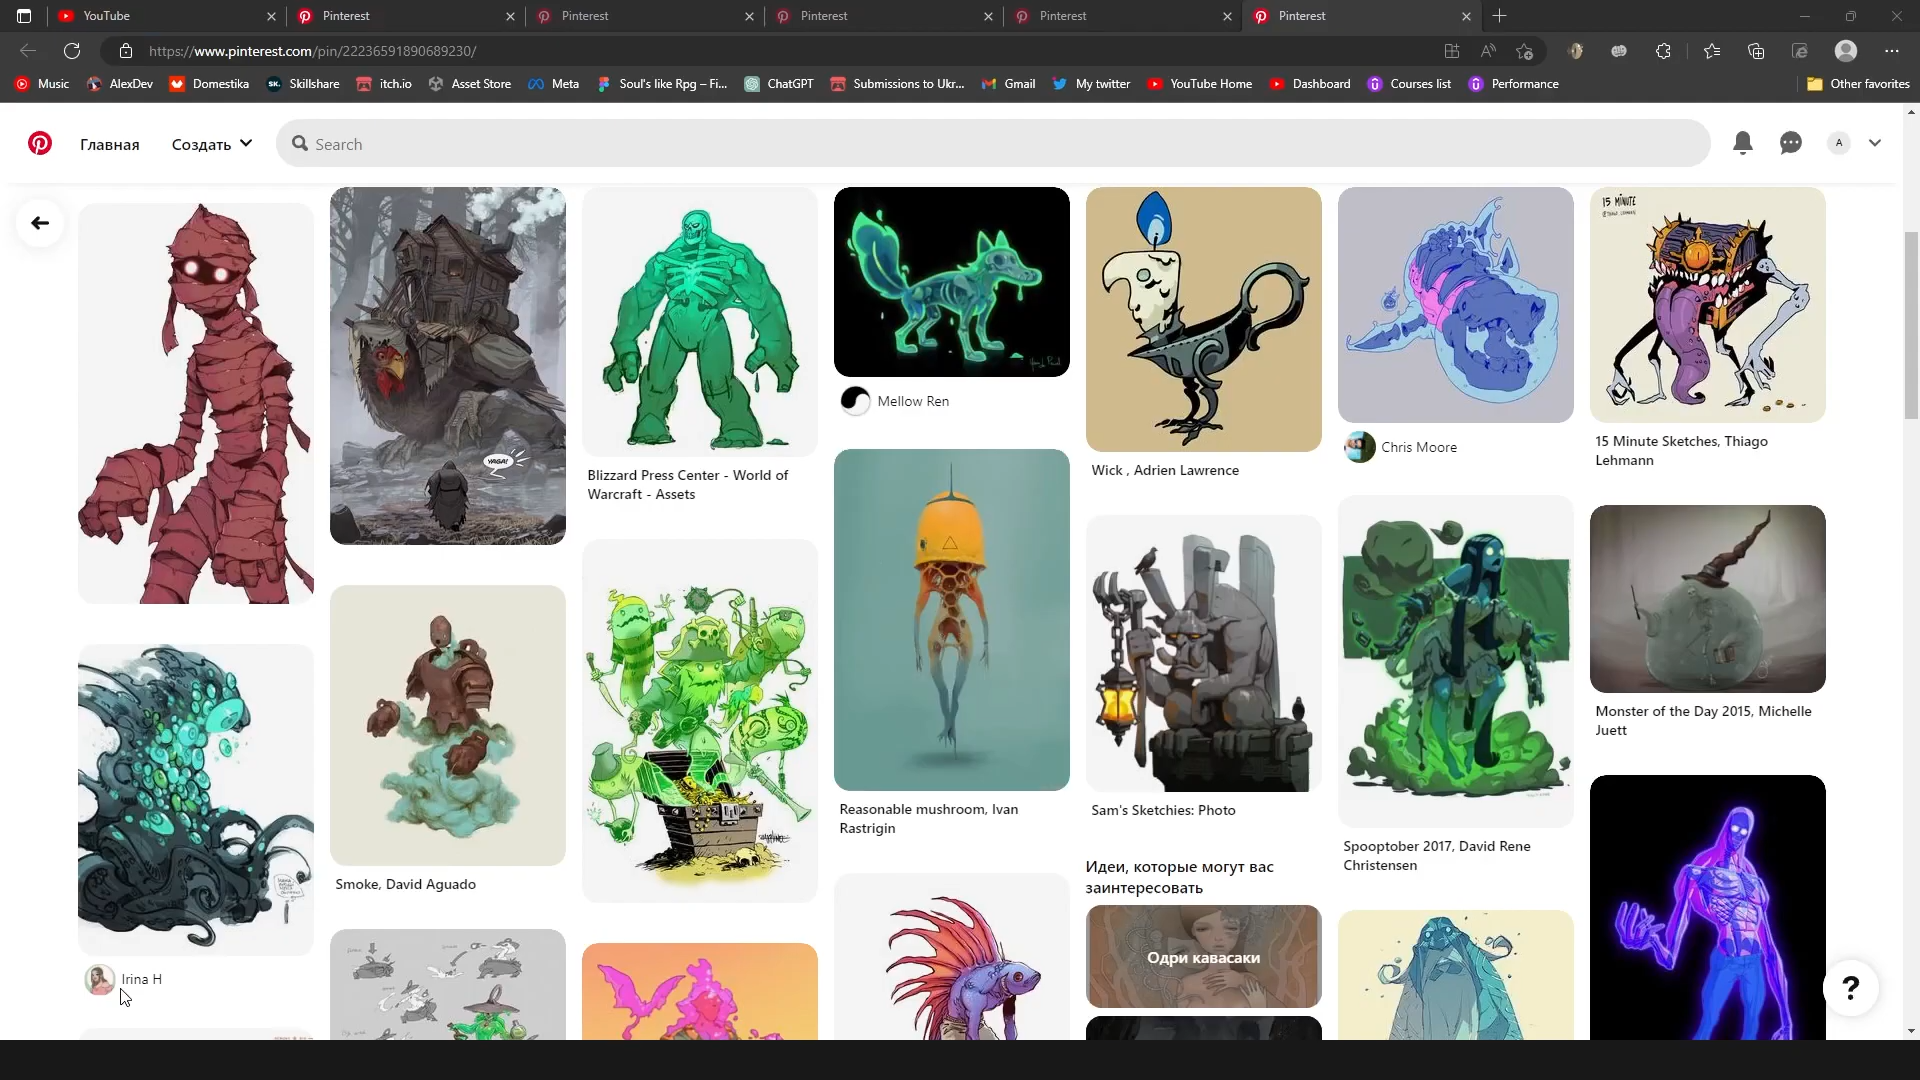 YouTube
Pinterest
Pinterest
Pinterest
Pinterest
Pinterest
https://www.pinterest.com/pin/22236591890689230/
Music
AlexDev
Domestika
Skillshare
itch.io
Asset Store
Meta
Soul's like Rpg – Fi...
ChatGPT
Submissions to Ukr...
Gmail
My twitter
YouTube Home
Dashboard
Courses list
Performance
Other favorites
Главная
Создать
Search
A
15 MINUTE
YAGA!
Mellow Ren
Chris Moore
15 Minute Sketches, Thiago
Lehmann
Wick , Adrien Lawrence
Blizzard Press Center - World of
Warcraft - Assets
Monster of the Day 2015, Michelle
Juett
Reasonable mushroom, Ivan
Rastrigin
Sam's Sketchies: Photo
Spooptober 2017, David Rene
Christensen
Идеи, которые могут вас
заинтересовать
Smoke, David Aguado
Одри кавасаки
Irina H
?